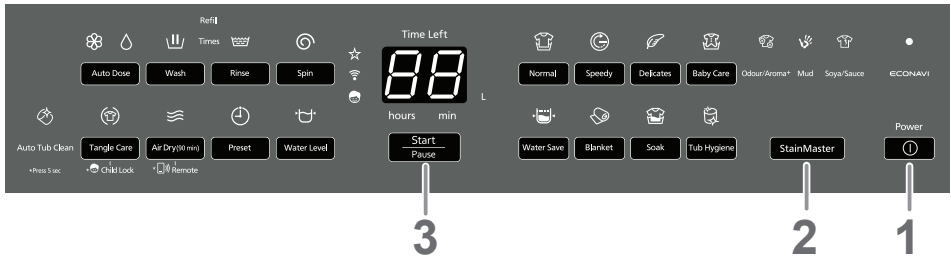 Refil
Times
Time Left
88
hours min
L
Auto Dose Wash Rinse Spin
Normal Speedy Delicates Baby Care Odour/Aroma+ Mud Soya/Sauce ECONAVI
Power
Auto Tub Clean Tangle Care Air Dry(90 min) Preset Water Level
Start
Pause
Water Save Blanket Soak Tub Hygiene StainMaster
*Press 5 sec *Child Lock *Remote
3 2 1